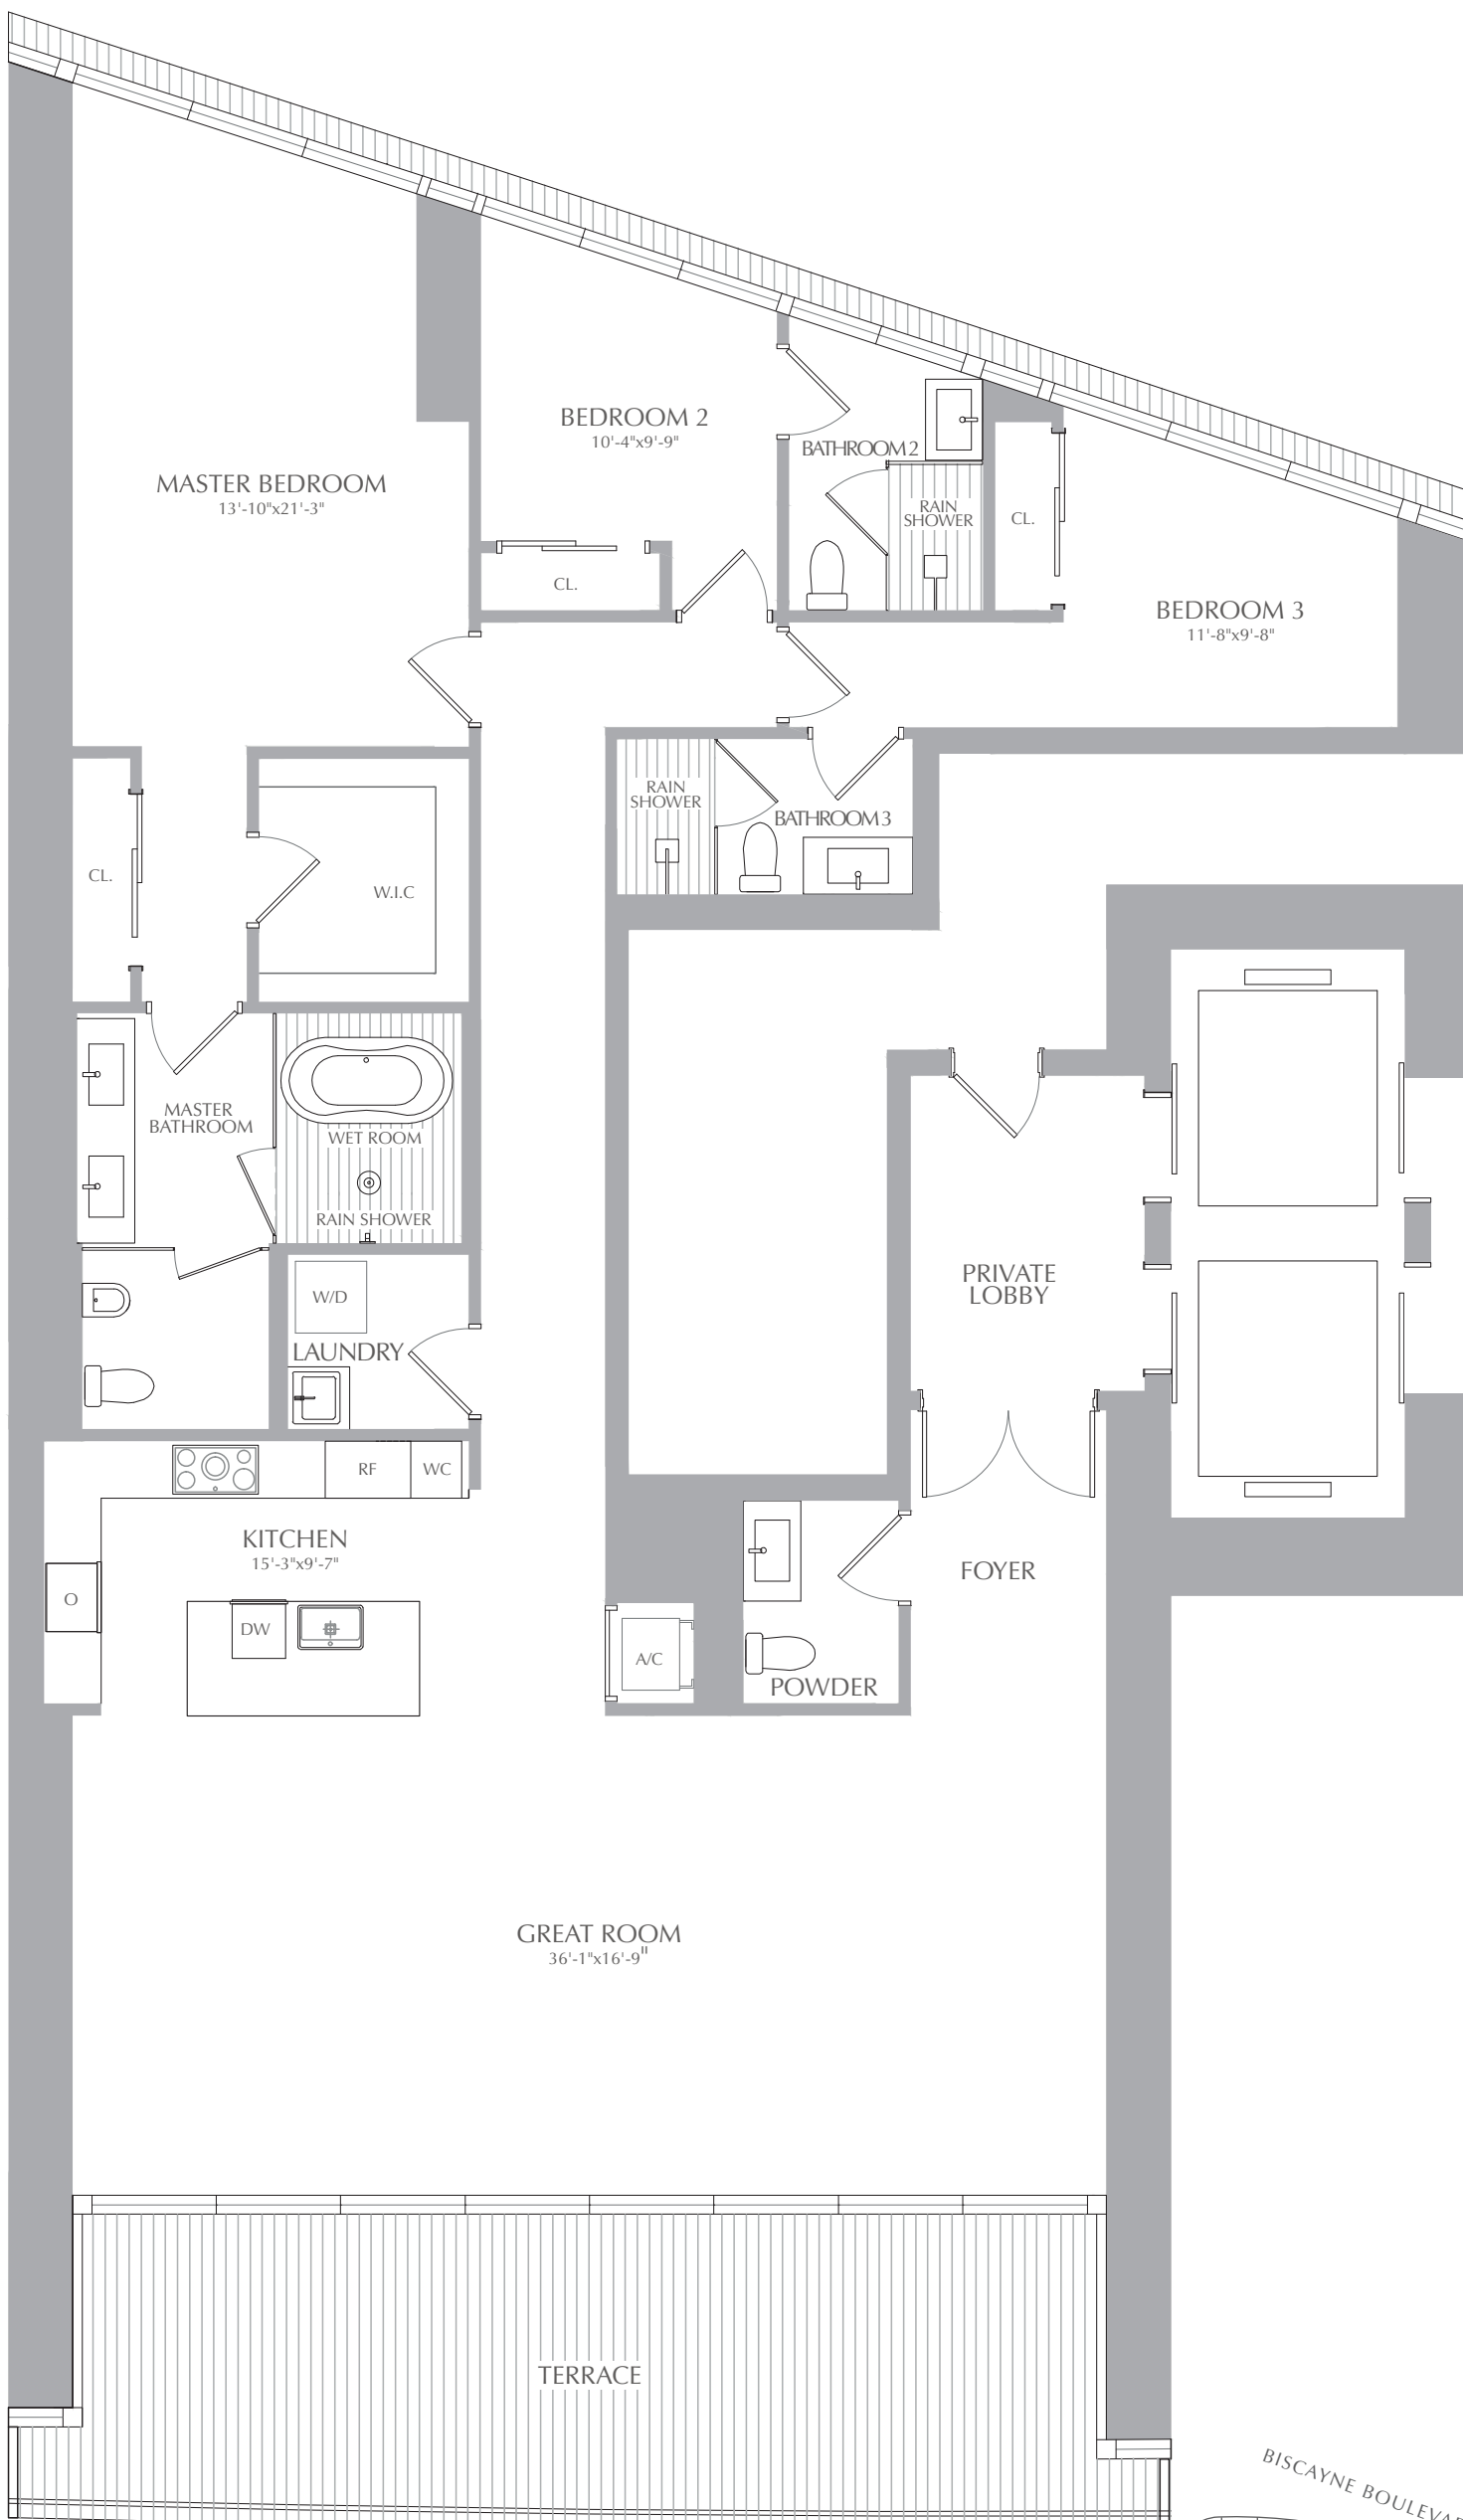 BEDROOM 2
10'-4"x9'-9"
BATHROOM 2
MASTER BEDROOM
13'-10"x21'-3"
RAIN
SHOWER
CL.
CL.
BEDROOM 3
11'-8"x9'-8"
RAIN
SHOWER
BATHROOM 3
CL.
W.I.C
MASTER
BATHROOM
WET ROOM
RAIN SHOWER
PRIVATE
LOBBY
W/D
LAUNDRY
RF
WC
KITCHEN
15'-3"x9'-7"
FOYER
O
DW
A/C
POWDER
GREAT ROOM
36'-1"x16'-9"
TERRACE
BISCAYNE